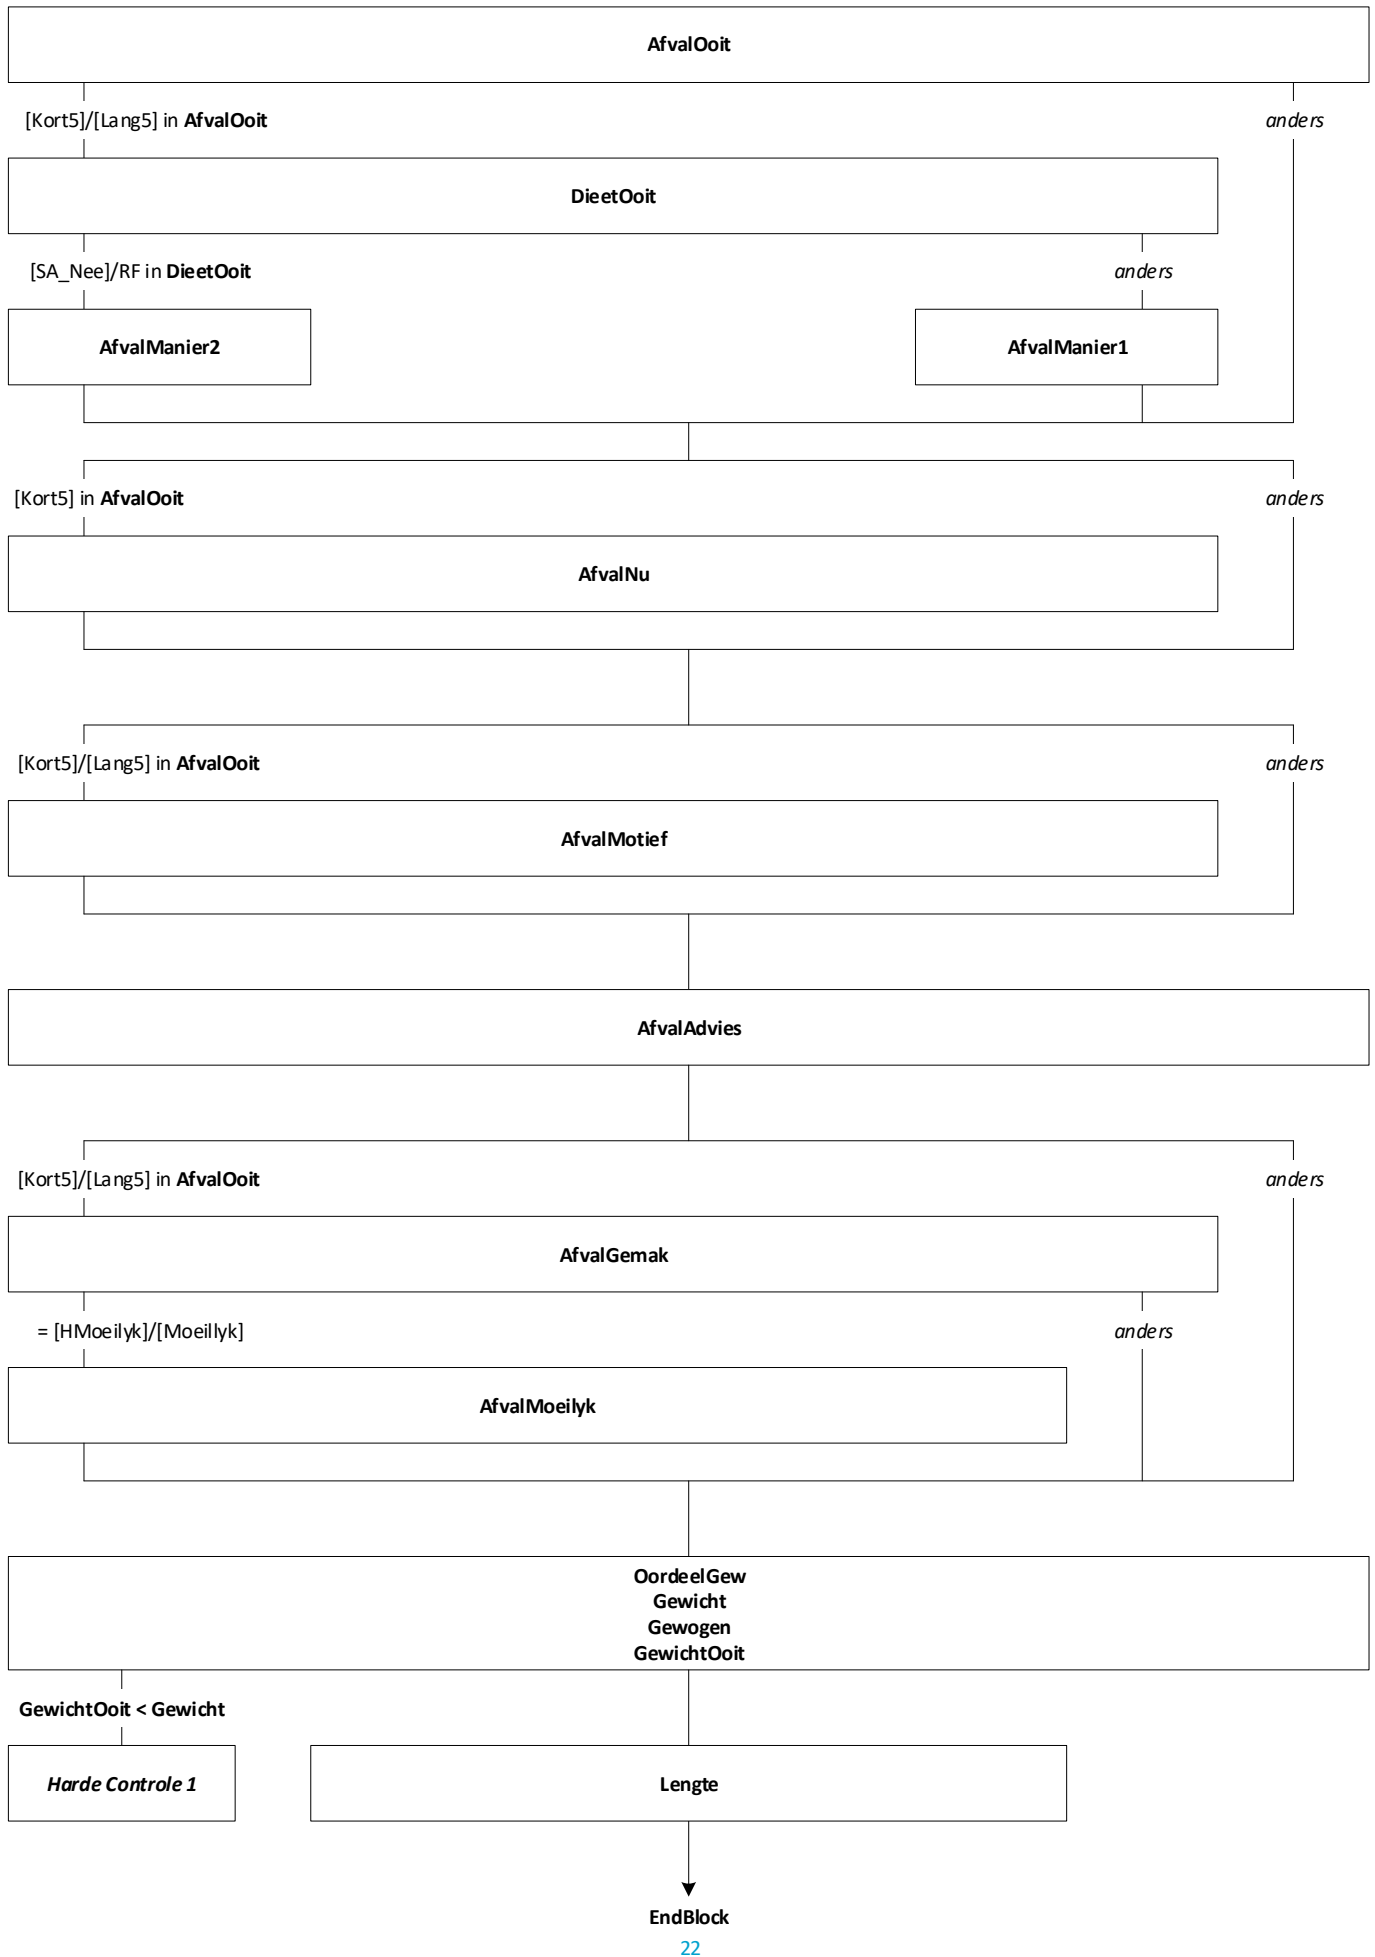 AfvalOoit
[Kort5]/[Lang5] in AfvalOoit
anders
DieetOoit
[SA_Nee]/RF in DieetOoit
anders
AfvalManier2
AfvalManier1
[Kort5] in AfvalOoit
anders
AfvalNu
[Kort5]/[Lang5] in AfvalOoit
anders
AfvalMotief
AfvalAdvies
[Kort5]/[Lang5] in AfvalOoit
anders
AfvalGemak
= [HMoeilyk]/[Moeillyk]
anders
AfvalMoeilyk
OordeelGew
Gewicht
Gewogen
GewichtOoit
GewichtOoit < Gewicht
Harde Controle 1
Lengte
EndBlock
22